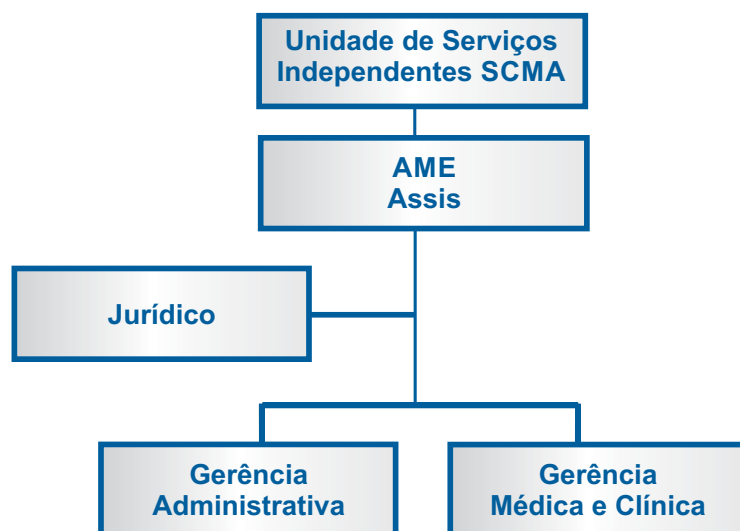 Unidade de Serviços
Independentes SCMA
AME
Assis
Jurídico
Gerência
Administrativa
Gerência
Médica e Clínica